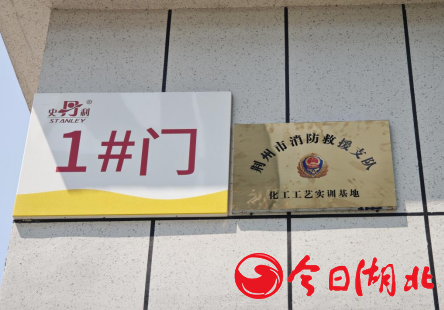 史丹利®
STANLEY
1#门
荆州市消防救援支队
化工工艺实训基地
今日湖北